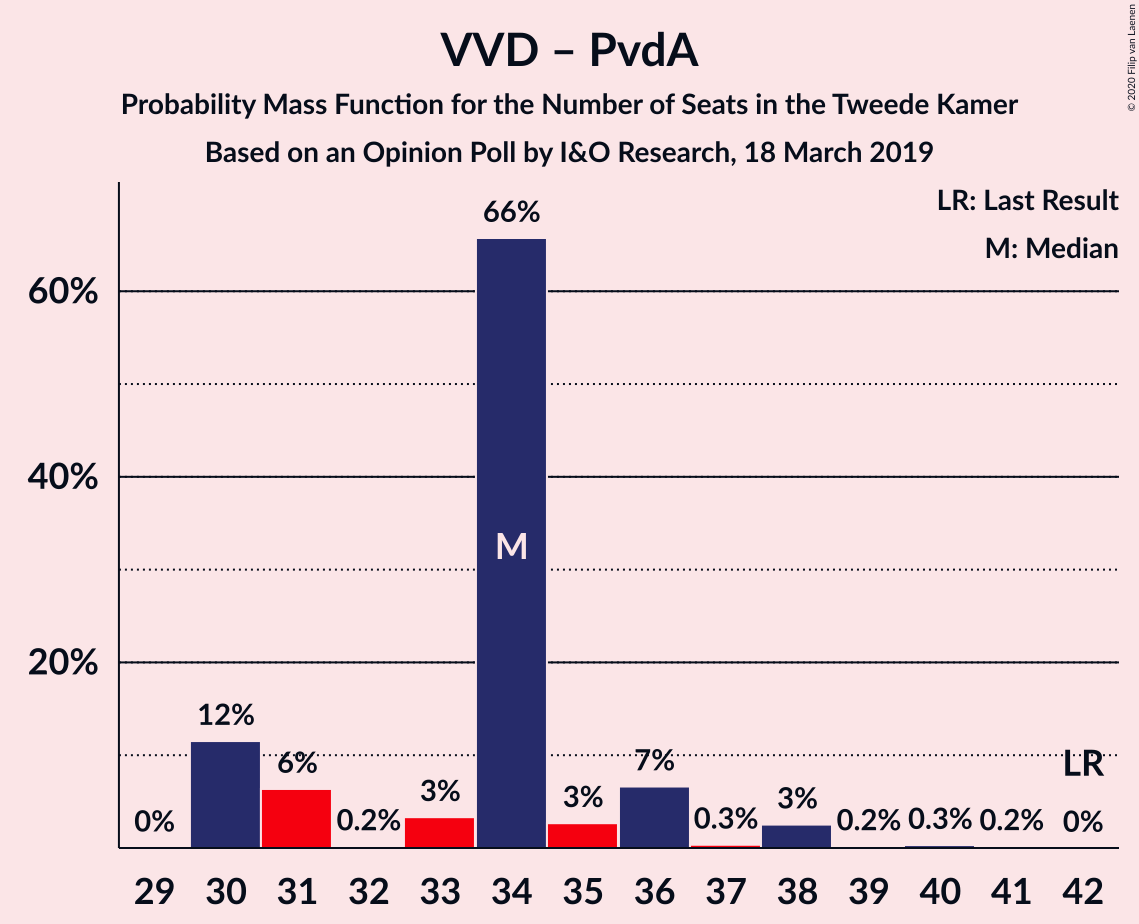 VVD – PvdA
Probability Mass Function for the Number of Seats in the Tweede Kamer
Based on an Opinion Poll by I&O Research, 18 March 2019
© 2020 Filip van Laenen
LR: Last Result
M: Median
60%
40%
20%
0%
12%
6%
0.2%
3%
66%
M
3%
7%
0.3%
3%
0.2%
0.3%
0.2%
LR
0%
29 30 31 32 33 34 35 36 37 38 39 40 41 42